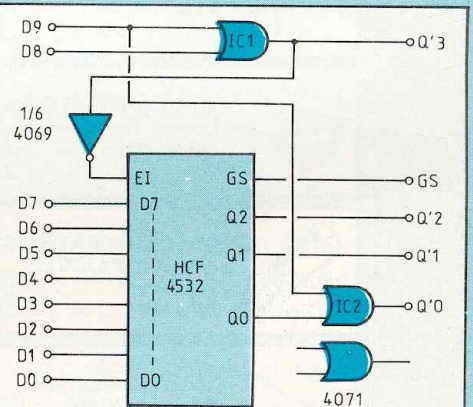 D9
D8
IC1
Q'3
1/6
4069
EI
GS
GS
D7
D7
Q2
Q'2
D6
D5
Q1
Q'1
D4
HCF
4532
D3
D2
Q0
IC2
Q'0
D1
D0
D0
4071